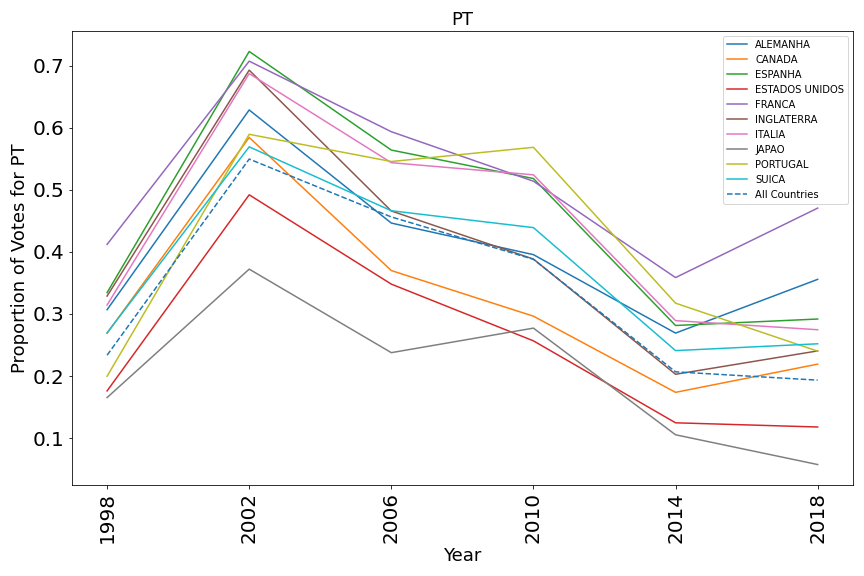 PT
ALEMANHA
CANADA
ESPANHA
ESTADOS UNIDOS
FRANCA
INGLATERRA
ITALIA
JAPAO
PORTUGAL
SUICA
All Countries
Proportion of Votes for PT
0.7
0.6
0.5
0.4
0.3
0.2
0.1
1998
2002
2006
2010
2014
2018
Year